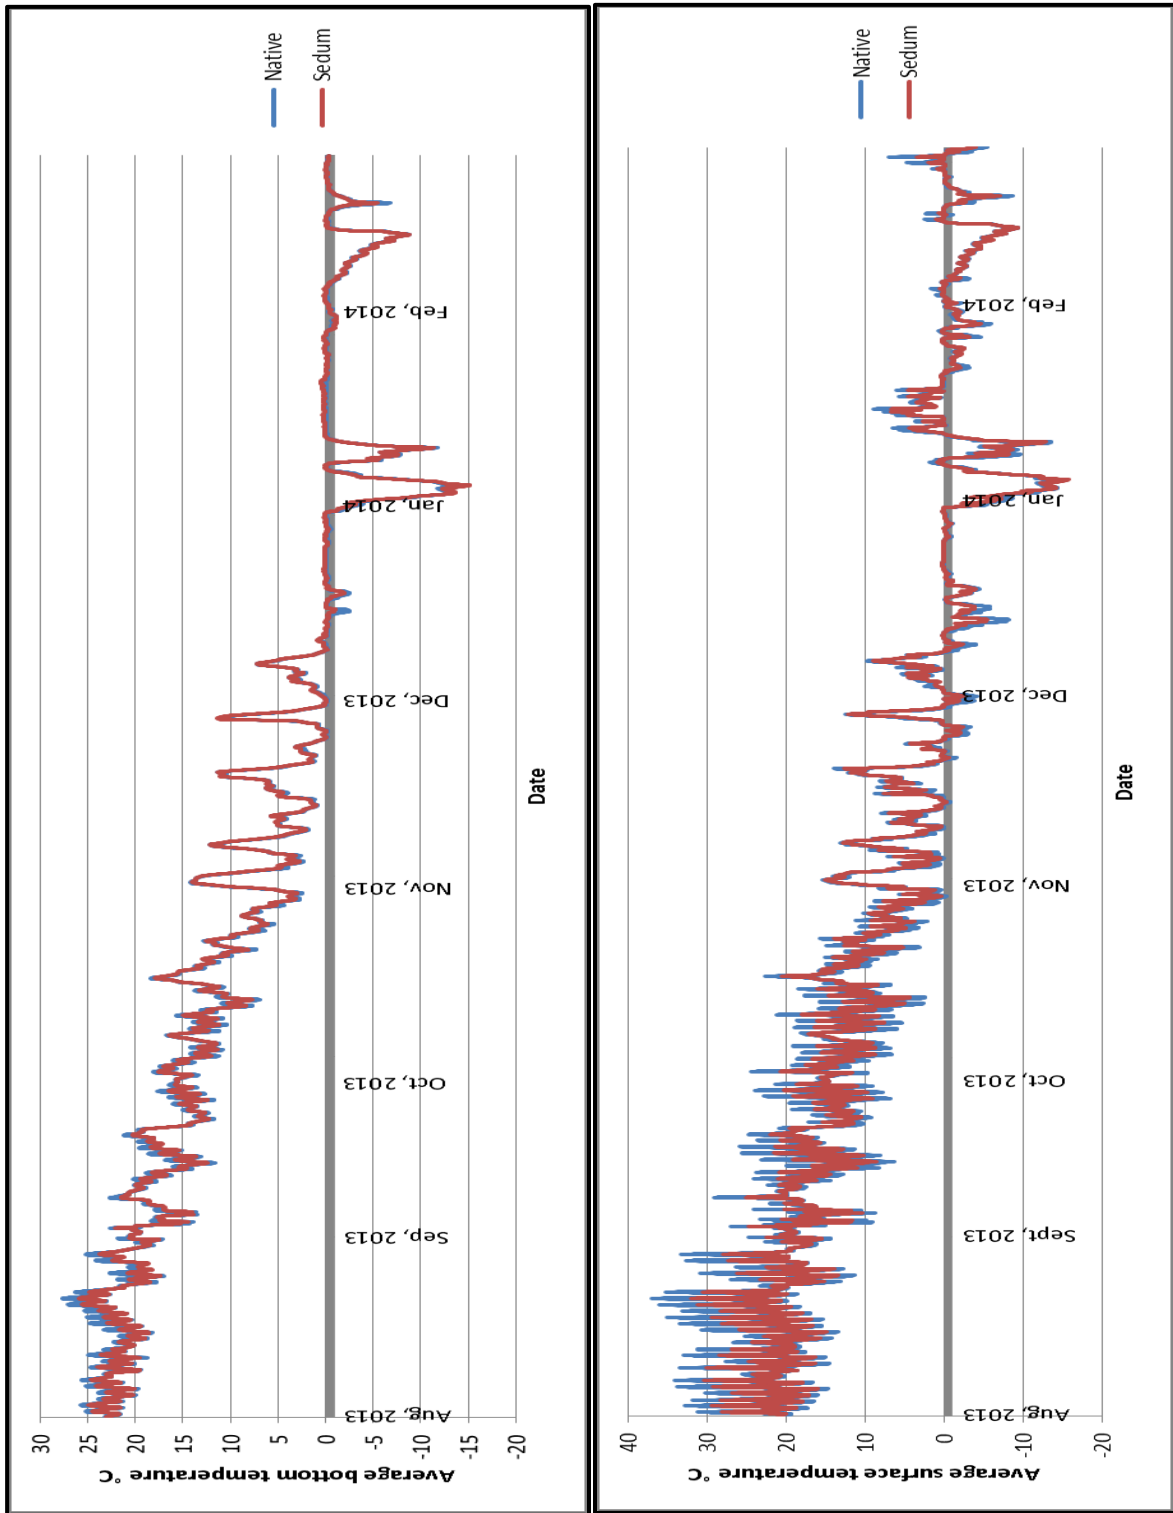 Average bottom temperature °C
30
25
20
15
10
5
0
-5
-10
-15
-20
Aug, 2013
Sep, 2013
Oct, 2013
Nov, 2013
Dec, 2013
Jan, 2014
Feb, 2014
Date
Native
Sedum
Average surface temperature °C
40
30
20
10
0
-10
-20
Aug, 2013
Sept, 2013
Oct, 2013
Nov, 2013
Dec, 2013
Jan, 2014
Feb, 2014
Date
Native
Sedum